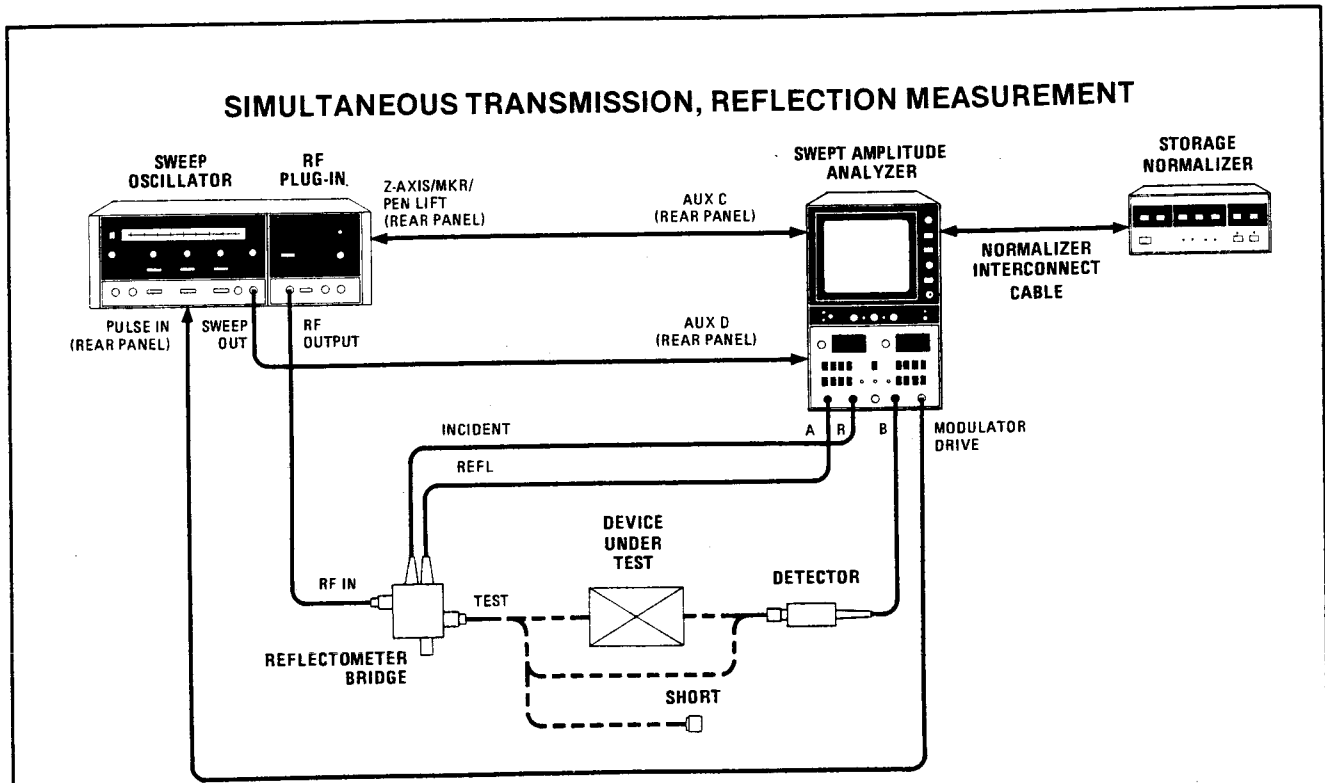 SIMULTANEOUS TRANSMISSION, REFLECTION MEASUREMENT
SWEEP
OSCILLATOR
RF
PLUG-IN.
Z-AXIS/MKR/
PEN LIFT
(REAR PANEL)
AUX C
(REAR PANEL)
SWEPT AMPLITUDE
ANALYZER
STORAGE
NORMALIZER
NORMALIZER
INTERCONNECT
CABLE
PULSE IN
(REAR PANEL)
SWEEP
OUT
RF
OUTPUT
AUX D
(REAR PANEL)
INCIDENT
REFL
A
R
B
MODULATOR
DRIVE
RF IN
TEST
DEVICE
UNDER
TEST
DETECTOR
REFLECTOMETER
BRIDGE
SHORT